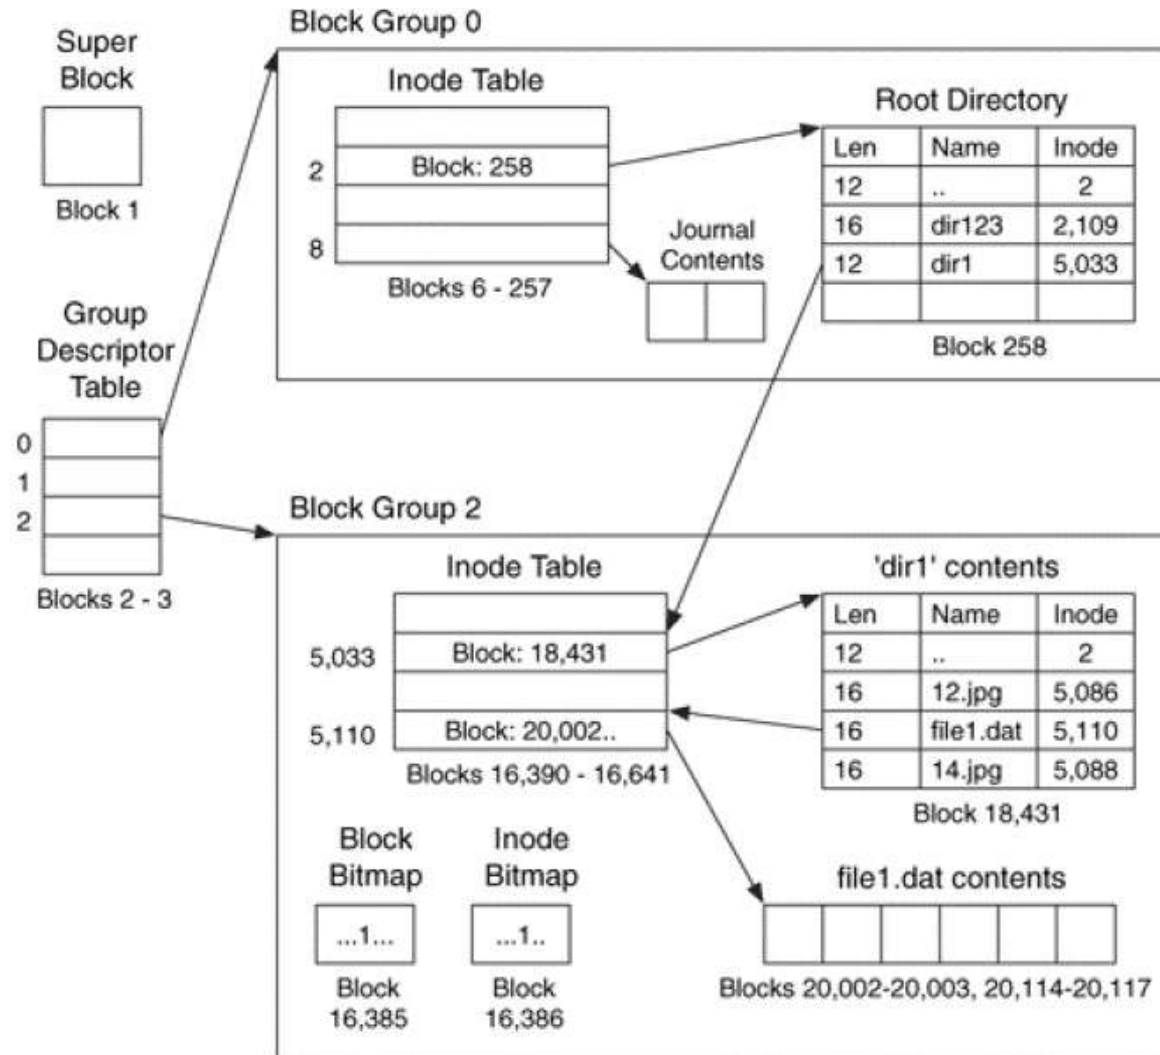 Super
Block
Block 1
Group
Descriptor
Table
0
1
2
Blocks 2 - 3
Block Group 0
Inode Table
2 Block: 258
8
Blocks 6 - 257
Journal
Contents
Root Directory
Len Name Inode
12 .. 2
16 dir123 2,109
12 dir1 5,033
Block 258
Block Group 2
Inode Table
5,033 Block: 18,431
5,110 Block: 20,002..
Blocks 16,390 - 16,641
'dir1' contents
Len Name Inode
12 .. 2
16 12.jpg 5,086
16 file1.dat 5,110
16 14.jpg 5,088
Block 18,431
Block
Bitmap
...1...
Block
16,385
Inode
Bitmap
...1..
Block
16,386
file1.dat contents
Blocks 20,002-20,003, 20,114-20,117